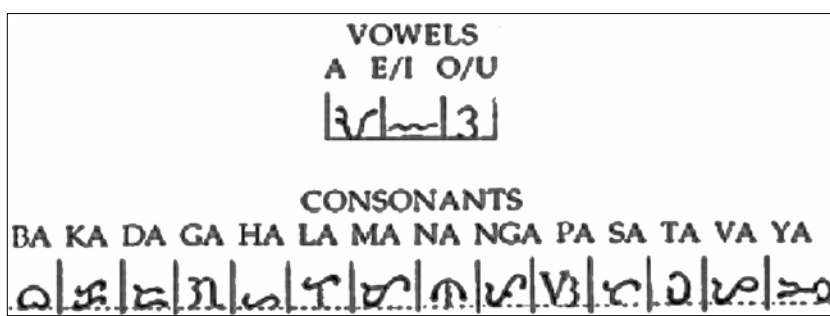 VOWELS
A E/I O/U
ᜀ ᜁ ᜂ
CONSONANTS
BA KA DA GA HA LA MA NA NGA PA SA TA VA YA
ᜊ ᜃ ᜇ ᜄ ᜑ ᜎ ᜋ ᜈ ᜅ ᜉ ᜐ ᜆ ᜏ ᜌ